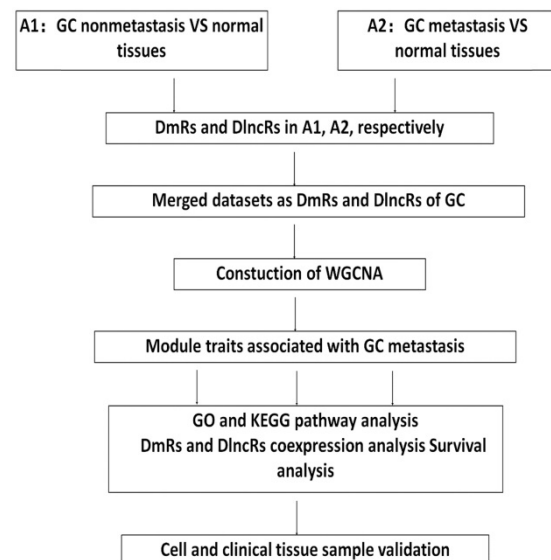 A1: GC nonmetastasis VS normal
tissues
A2: GC metastasis VS
normal tissues
DmRs and DlncRs in A1, A2, respectively
Merged datasets as DmRs and DlncRs of GC
Constuction of WGCNA
Module traits associated with GC metastasis
GO and KEGG pathway analysis
DmRs and DlncRs coexpression analysis Survival
analysis
Cell and clinical tissue sample validation